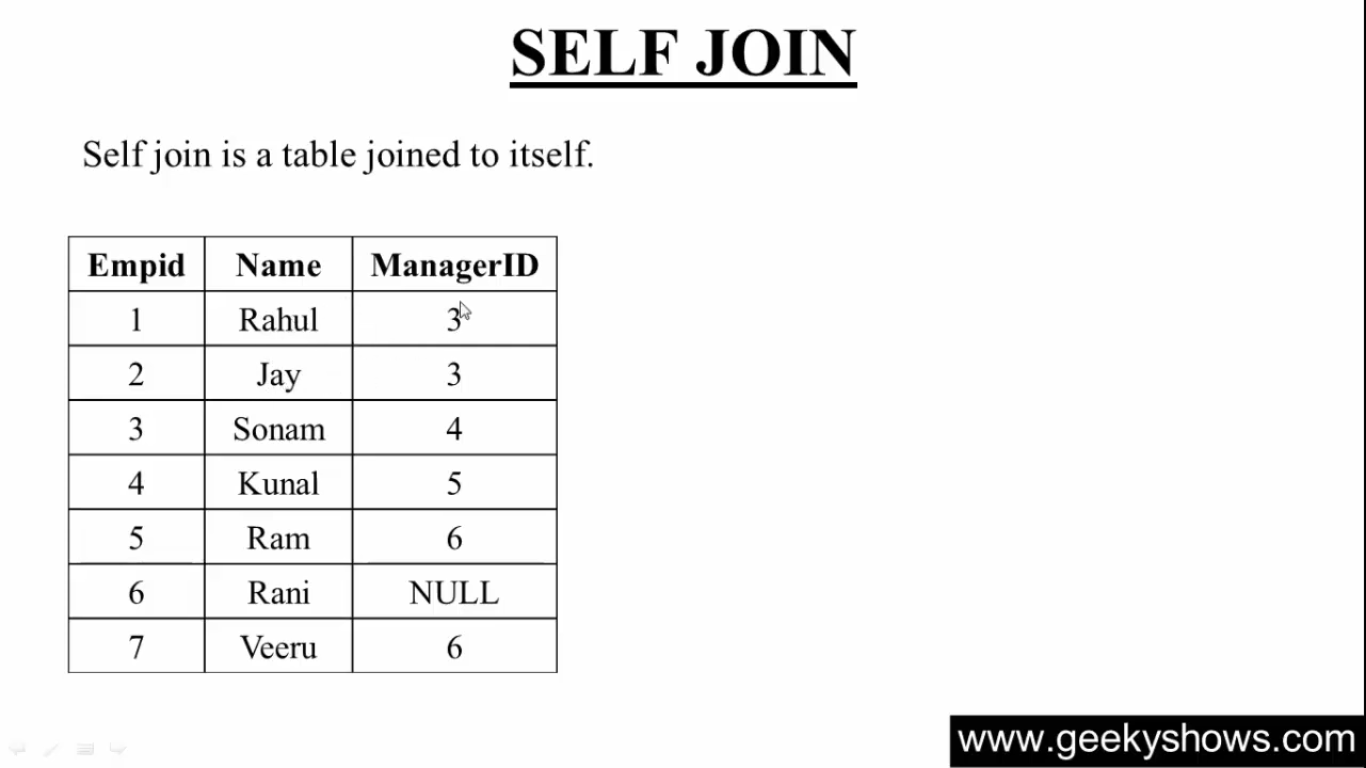 SELF JOIN
Self join is a table joined to itself.
Empid Name ManagerID
1 Rahul 3
2 Jay 3
3 Sonam 4
4 Kunal 5
5 Ram 6
6 Rani NULL
7 Veeru 6
www.geekyshows.com